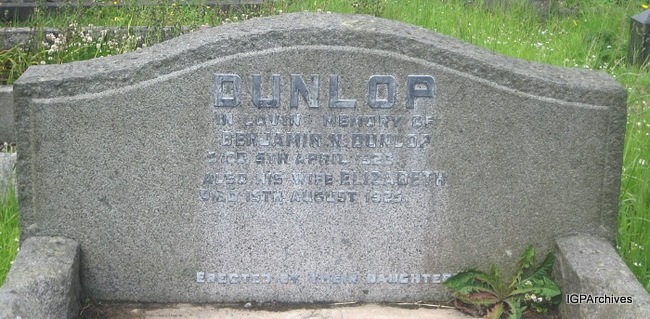 DUNLOP
IN LOVING MEMORY OF
BENJAMIN N. DUNLOP
DIED 9TH APRIL
ALSO HIS WIFE ELIZABETH
DIED 15TH AUGUST
ERECTED BY THEIR DAUGHTER
IGPArchives